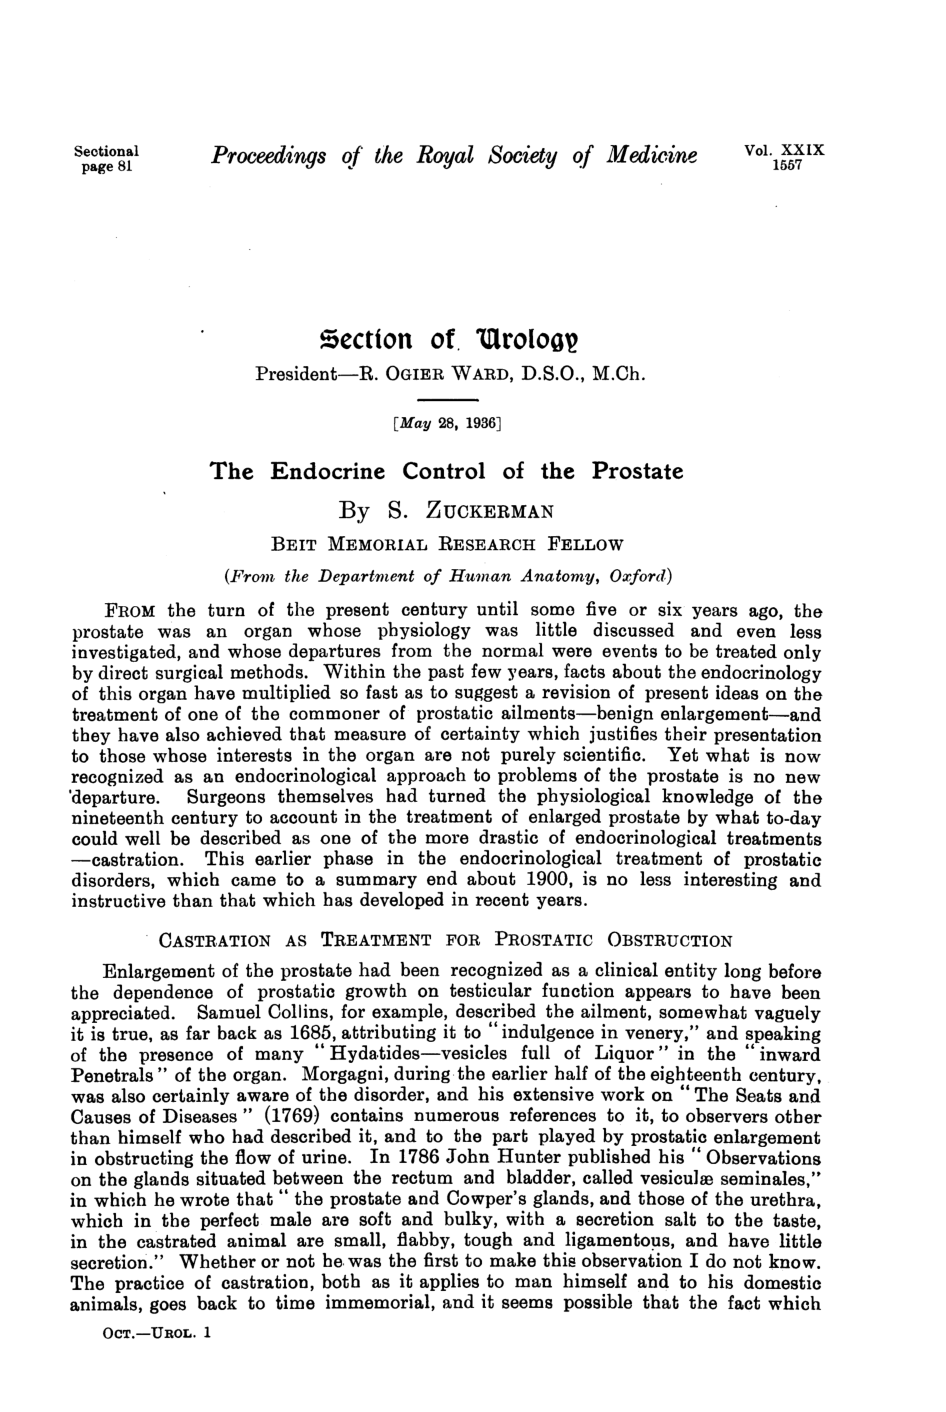 Sectional
page 81
Proceedings of the Royal Society of Medicine
Vol. XXIX
1557
Section of Urology
President—R. OGIER WARD, D.S.O., M.Ch.
[May 28, 1936]
The Endocrine Control of the Prostate
By S. ZUCKERMAN
BEIT MEMORIAL RESEARCH FELLOW
(From the Department of Human Anatomy, Oxford)
FROM the turn of the present century until some five or six years ago, the
prostate was an organ whose physiology was little discussed and even less
investigated, and whose departures from the normal were events to be treated only
by direct surgical methods. Within the past few years, facts about the endocrinology
of this organ have multiplied so fast as to suggest a revision of present ideas on the
treatment of one of the commoner of prostatic ailments—benign enlargement—and
they have also achieved that measure of certainty which justifies their presentation
to those whose interests in the organ are not purely scientific. Yet what is now
recognized as an endocrinological approach to problems of the prostate is no new
departure. Surgeons themselves had turned the physiological knowledge of the
nineteenth century to account in the treatment of enlarged prostate by what to-day
could well be described as one of the more drastic of endocrinological treatments
—castration. This earlier phase in the endocrinological treatment of prostatic
disorders, which came to a summary end about 1900, is no less interesting and
instructive than that which has developed in recent years.
CASTRATION AS TREATMENT FOR PROSTATIC OBSTRUCTION
Enlargement of the prostate had been recognized as a clinical entity long before
the dependence of prostatic growth on testicular function appears to have been
appreciated. Samuel Collins, for example, described the ailment, somewhat vaguely
it is true, as far back as 1685, attributing it to “indulgence in venery,” and speaking
of the presence of many “Hydatides—vesicles full of Liquor” in the “inward
Penetrals” of the organ. Morgagni, during the earlier half of the eighteenth century,
was also certainly aware of the disorder, and his extensive work on “The Seats and
Causes of Diseases” (1769) contains numerous references to it, to observers other
than himself who had described it, and to the part played by prostatic enlargement
in obstructing the flow of urine. In 1786 John Hunter published his “Observations
on the glands situated between the rectum and bladder, called vesiculæ seminales,”
in which he wrote that “the prostate and Cowper's glands, and those of the urethra,
which in the perfect male are soft and bulky, with a secretion salt to the taste,
in the castrated animal are small, flabby, tough and ligamentous, and have little
secretion.” Whether or not he was the first to make this observation I do not know.
The practice of castration, both as it applies to man himself and to his domestic
animals, goes back to time immemorial, and it seems possible that the fact which
OCT.—UROL. 1